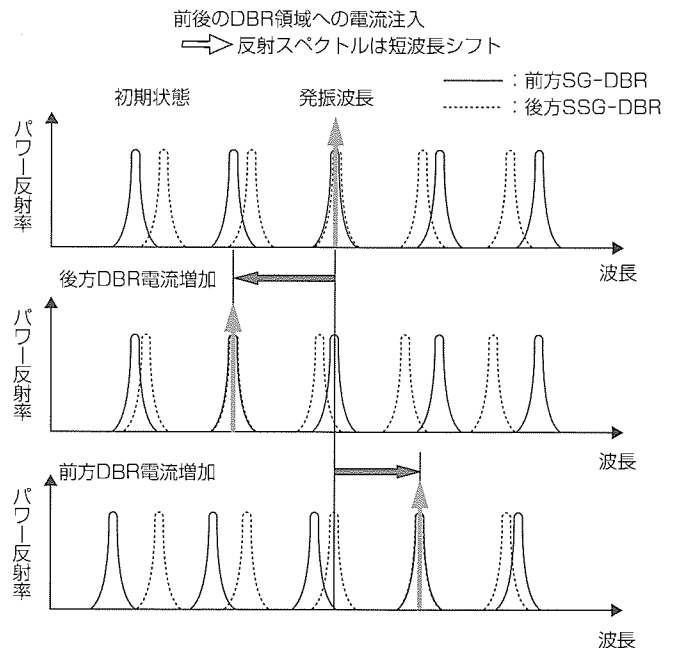 前後のDBR領域への電流注入
反射スペクトルは短波長シフト
：前方SG-DBR
：後方SSG-DBR
初期状態
発振波長
パワー反射率
波長
後方DBR電流増加
パワー反射率
波長
前方DBR電流増加
パワー反射率
波長